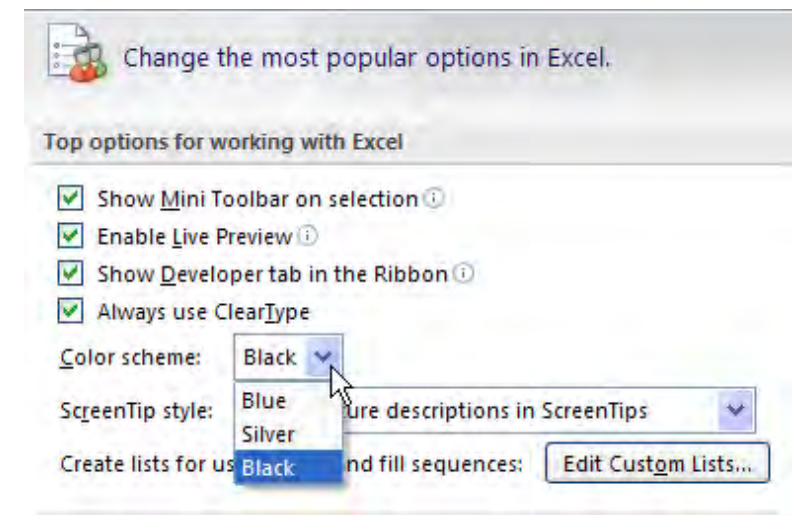 Change the most popular options in Excel.
Top options for working with Excel
Show Mini Toolbar on selection
Enable Live Preview
Show Developer tab in the Ribbon
Always use ClearType
Color scheme: Black
ScreenTip style: ure descriptions in ScreenTips
Blue
Silver
Black
Create lists for us nd fill sequences: Edit Custom Lists...